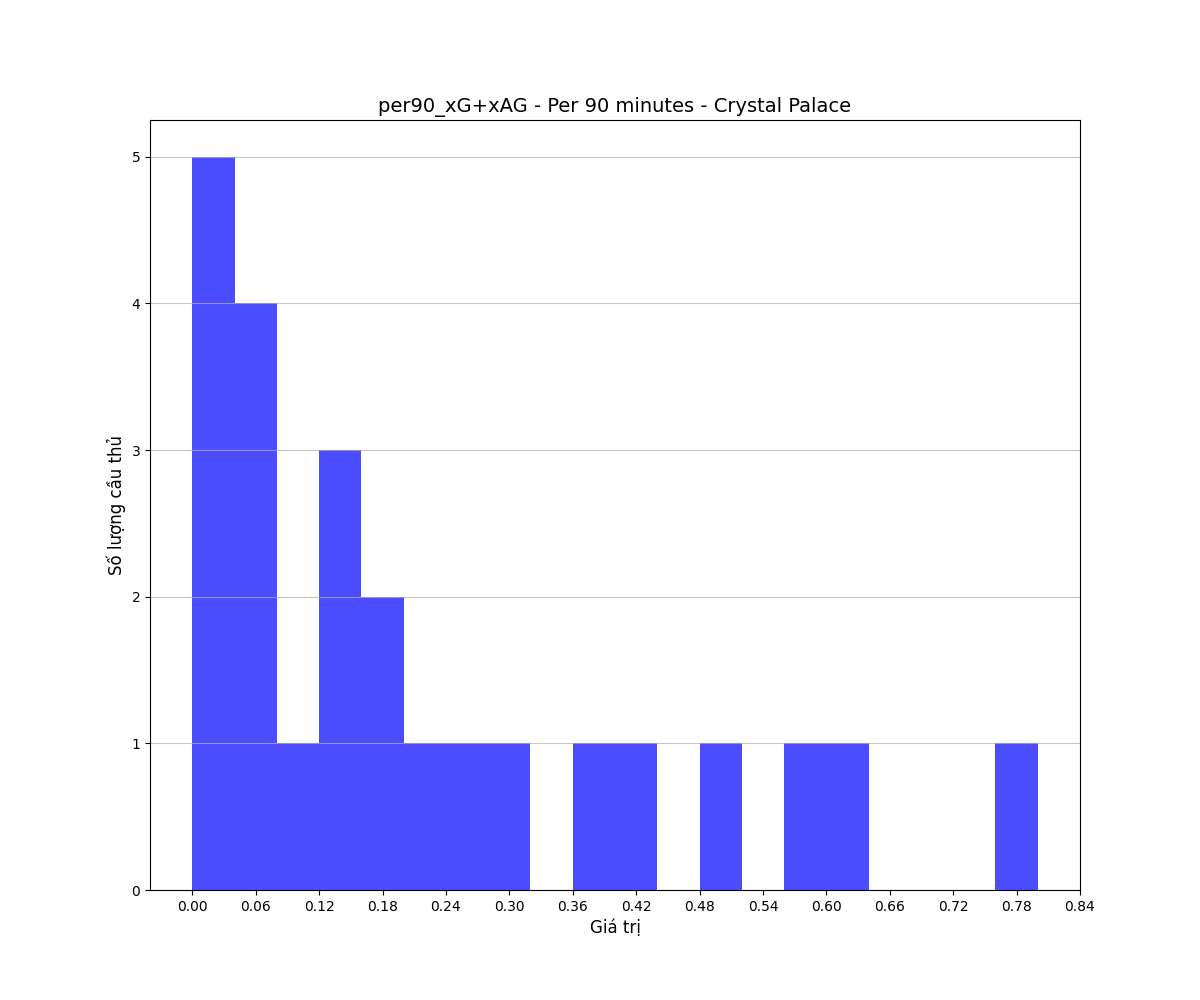 per90_xG+xAG - Per 90 minutes - Crystal Palace
5
4
3
2
1
0
Số lượng cầu thủ
0.00 0.06 0.12 0.18 0.24 0.30 0.36 0.42 0.48 0.54 0.60 0.66 0.72 0.78 0.84
Giá trị